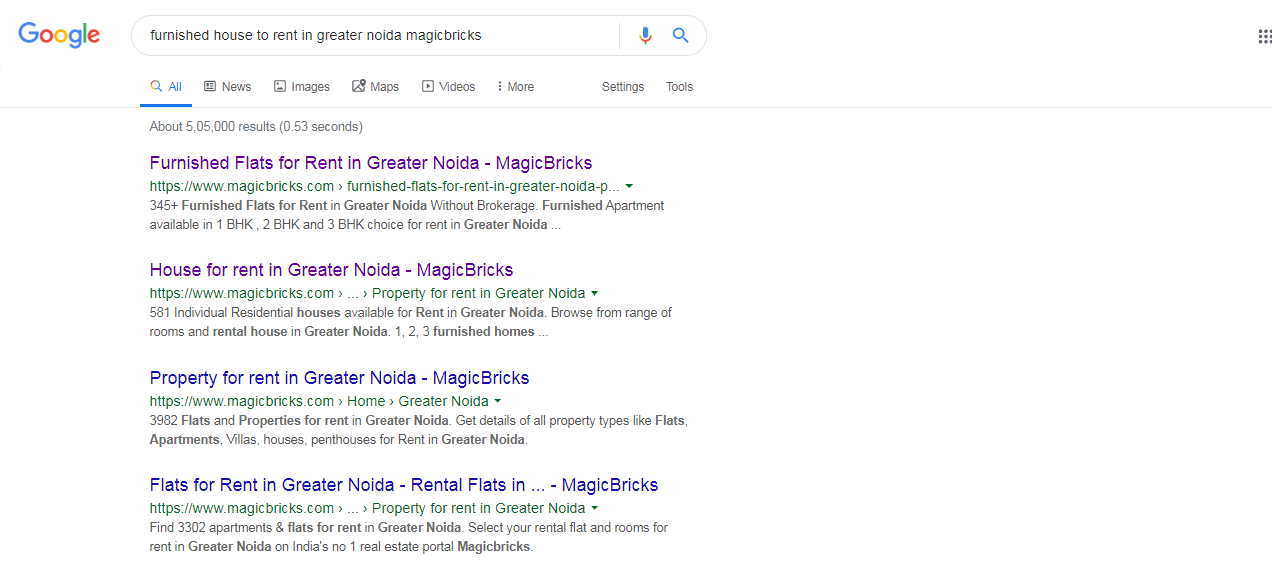 Google
furnished house to rent in greater noida magicbricks
All News Images Maps Videos More Settings Tools
About 5,05,000 results (0.53 seconds)
Furnished Flats for Rent in Greater Noida - MagicBricks
https://www.magicbricks.com › furnished-flats-for-rent-in-greater-noida-p...
345+ Furnished Flats for Rent in Greater Noida Without Brokerage. Furnished Apartment
available in 1 BHK , 2 BHK and 3 BHK choice for rent in Greater Noida ...
House for rent in Greater Noida - MagicBricks
https://www.magicbricks.com › ... › Property for rent in Greater Noida
581 Individual Residential houses available for Rent in Greater Noida. Browse from range of
rooms and rental house in Greater Noida. 1, 2, 3 furnished homes ...
Property for rent in Greater Noida - MagicBricks
https://www.magicbricks.com › Home › Greater Noida
3982 Flats and Properties for rent in Greater Noida. Get details of all property types like Flats,
Apartments, Villas, houses, penthouses for Rent in Greater Noida.
Flats for Rent in Greater Noida - Rental Flats in ... - MagicBricks
https://www.magicbricks.com › ... › Property for rent in Greater Noida
Find 3302 apartments & flats for rent in Greater Noida. Select your rental flat and rooms for
rent in Greater Noida on India's no 1 real estate portal Magicbricks.